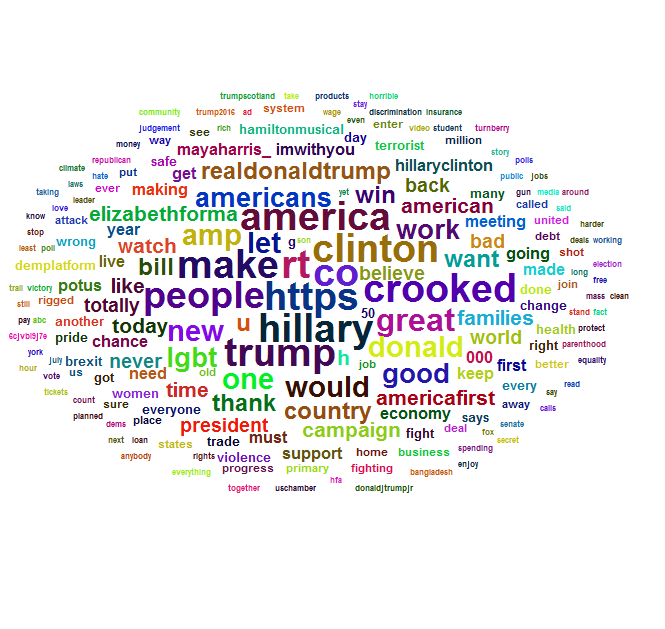 trumpscotland take products horrible
community trump2016 ad system stay even discrimination insurance
judgement see rich hamiltonmusical wage enter video student turnberry
money way mayaharris_ imwithyou day terrorist million story
republican safe get realdonaldtrump hillaryclinton polls
climate hate put public jobs
taking laws ever making americans yet win back many gun media around
leader
know love elizabethforma america american called said
stop attack year amp let g son clinton work meeting united harder
least poll wrong watch make rt co want bad going debt deals working
demplatform live bill believe made long election
trail victory potus like people https crooked done join free
still rigged totally 50 change mass clean
pay abc another today new u hillary great families health stand fact
6cjvbi9j7e pride chance world right protect
york july brexit never lgbt trump h donald 000 first parenthood
hour us old job better equality
vote got need one would good keep
tickets women time americafirst every say read
count sure everyone thank country economy says away calls
planned place president
dems campaign fight deal fox senate
next loan states trade must secret
anybody rights violence support home business spending
everything progress primary fighting bangladesh enjoy
together uschamber hfa donaldjtrumpjr
shot